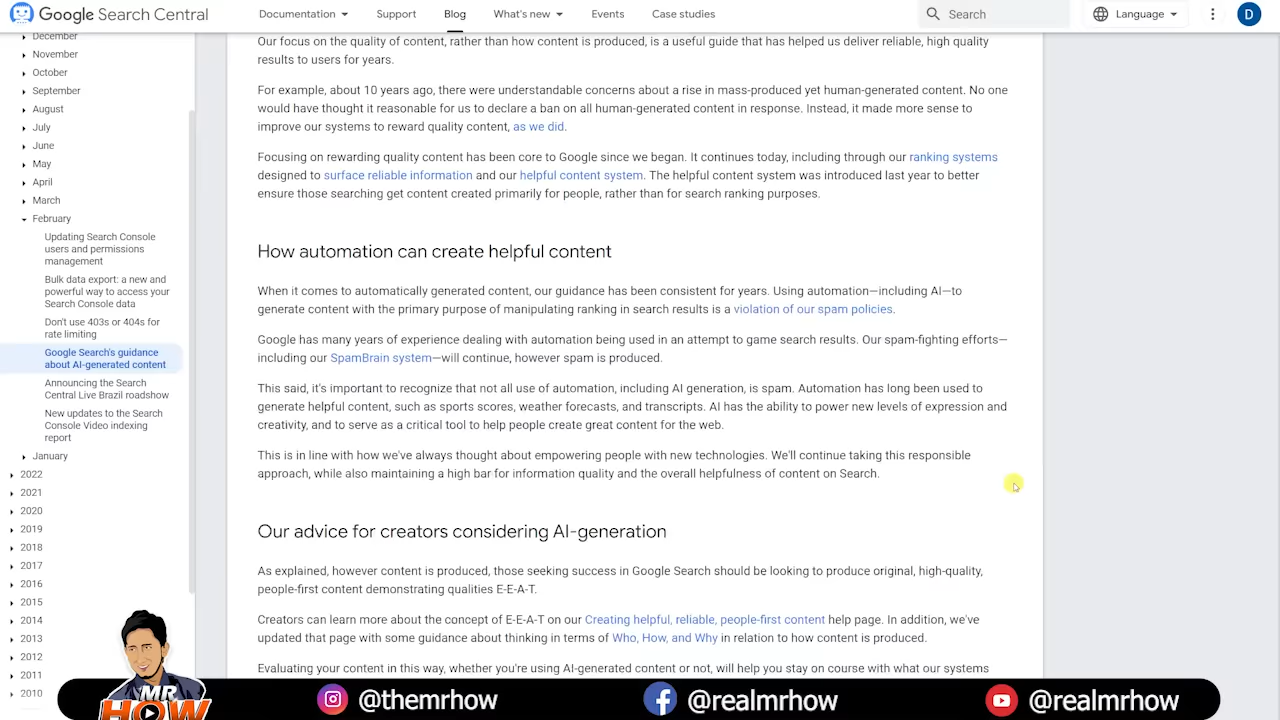 Google Search Central
Documentation
Support
Blog
What's new
Events
Case studies
Search
Language
D
December
November
October
September
August
July
June
May
April
March
February
Updating Search Console
users and permissions
management
Bulk data export: a new and
powerful way to access your
Search Console data
Don't use 403s or 404s for
rate limiting
Google Search's guidance
about AI-generated content
Announcing the Search
Central Live Brazil roadshow
New updates to the Search
Console Video indexing
report
January
2022
2021
2020
2019
2018
2017
2016
2015
2014
2013
2012
2011
2010
Our focus on the quality of content, rather than how content is produced, is a useful guide that has helped us deliver reliable, high quality
results to users for years.
For example, about 10 years ago, there were understandable concerns about a rise in mass-produced yet human-generated content. No one
would have thought it reasonable for us to declare a ban on all human-generated content in response. Instead, it made more sense to
improve our systems to reward quality content, as we did.
Focusing on rewarding quality content has been core to Google since we began. It continues today, including through our ranking systems
designed to surface reliable information and our helpful content system. The helpful content system was introduced last year to better
ensure those searching get content created primarily for people, rather than for search ranking purposes.
How automation can create helpful content
When it comes to automatically generated content, our guidance has been consistent for years. Using automation—including AI—to
generate content with the primary purpose of manipulating ranking in search results is a violation of our spam policies.
Google has many years of experience dealing with automation being used in an attempt to game search results. Our spam-fighting efforts—
including our SpamBrain system—will continue, however spam is produced.
This said, it's important to recognize that not all use of automation, including AI generation, is spam. Automation has long been used to
generate helpful content, such as sports scores, weather forecasts, and transcripts. AI has the ability to power new levels of expression and
creativity, and to serve as a critical tool to help people create great content for the web.
This is in line with how we've always thought about empowering people with new technologies. We'll continue taking this responsible
approach, while also maintaining a high bar for information quality and the overall helpfulness of content on Search.
Our advice for creators considering AI-generation
As explained, however content is produced, those seeking success in Google Search should be looking to produce original, high-quality,
people-first content demonstrating qualities E-E-A-T.
Creators can learn more about the concept of E-E-A-T on our Creating helpful, reliable, people-first content help page. In addition, we've
updated that page with some guidance about thinking in terms of Who, How, and Why in relation to how content is produced.
Evaluating your content in this way, whether you're using AI-generated content or not, will help you stay on course with what our systems
MR
HOW
@themrhow
@realmrhow
@realmrhow